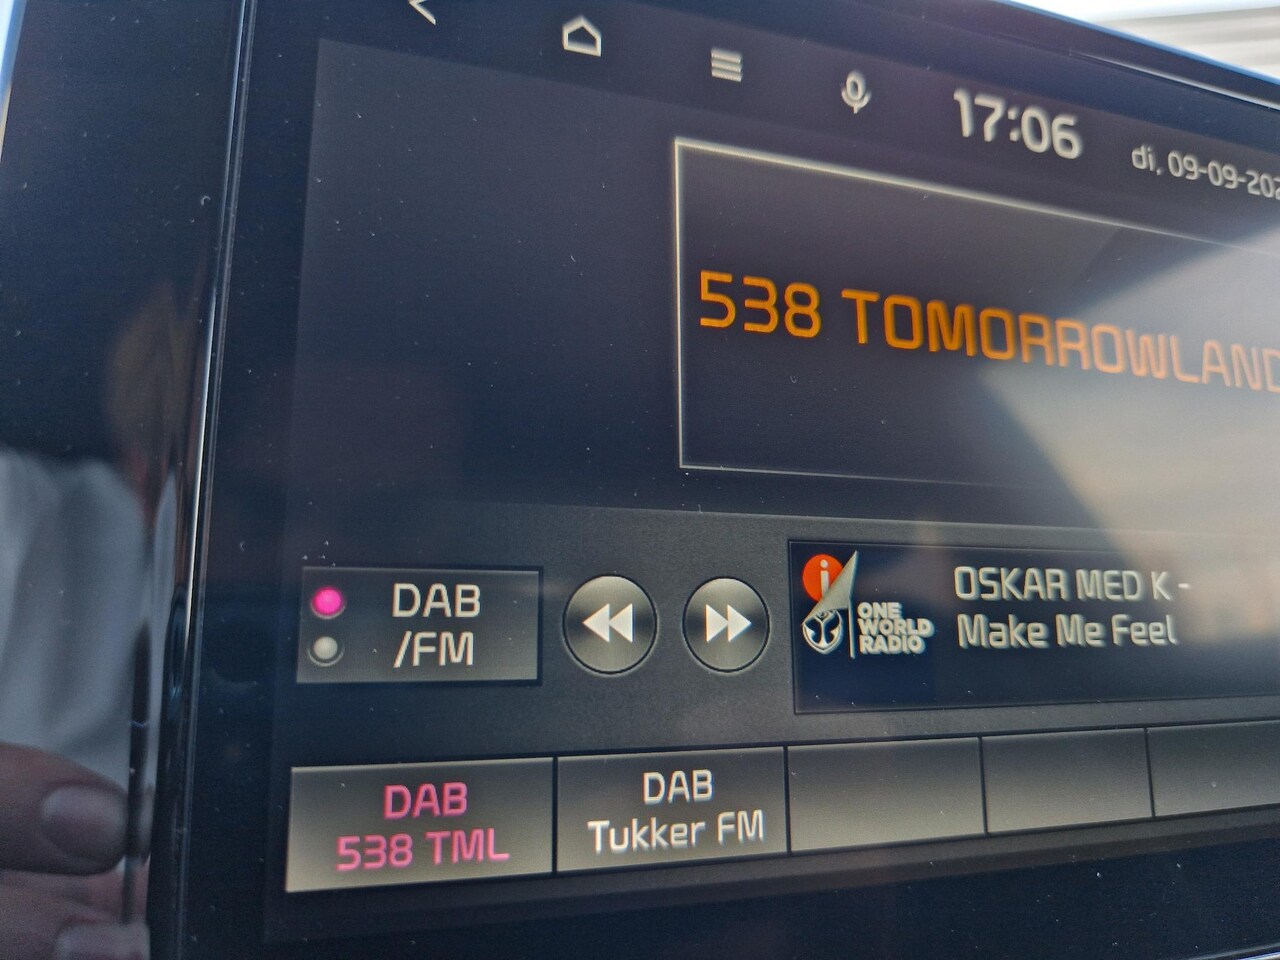 17:06
di, 09-09-202
538 TOMORROWLAND
DAB
/FM
i
ONE
WORLD
RADIO
OSKAR MED K -
Make Me Feel
DAB
538 TML
DAB
Tukker FM